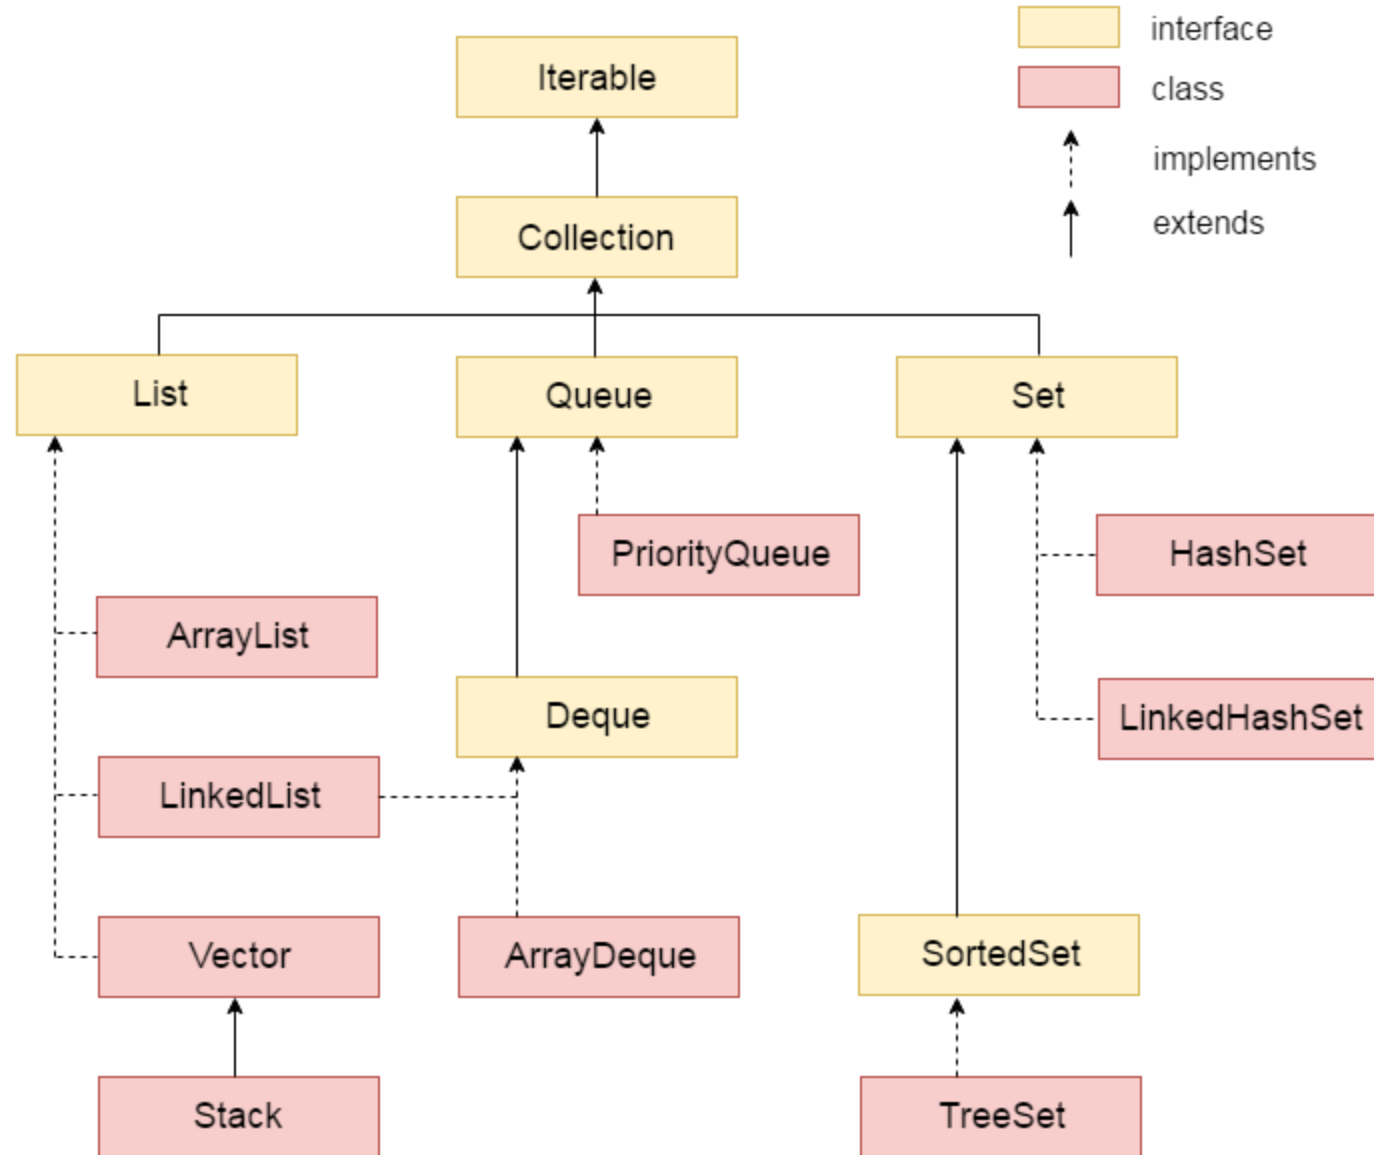 interface
Iterable
class
implements
extends
Collection
List
Queue
Set
PriorityQueue
HashSet
ArrayList
Deque
LinkedHashSet
LinkedList
Vector
ArrayDeque
SortedSet
Stack
TreeSet